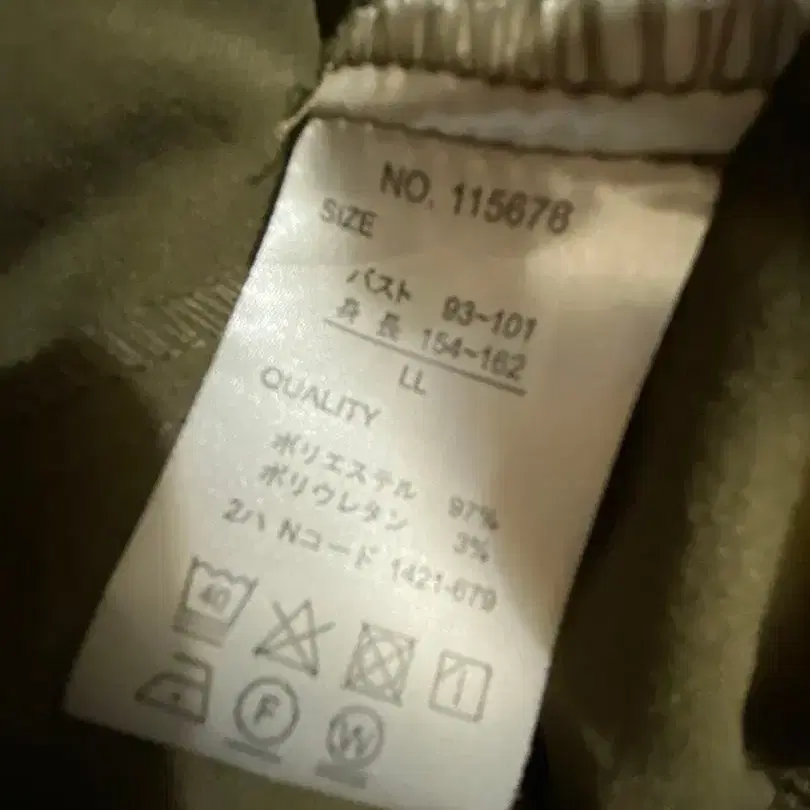 NO. 115678
SIZE
バスト 93~101
身長 154~162
LL
QUALITY
ポリエステル 97%
ポリウレタン 3%
2ハ Nコード 1421-679
40
F
W